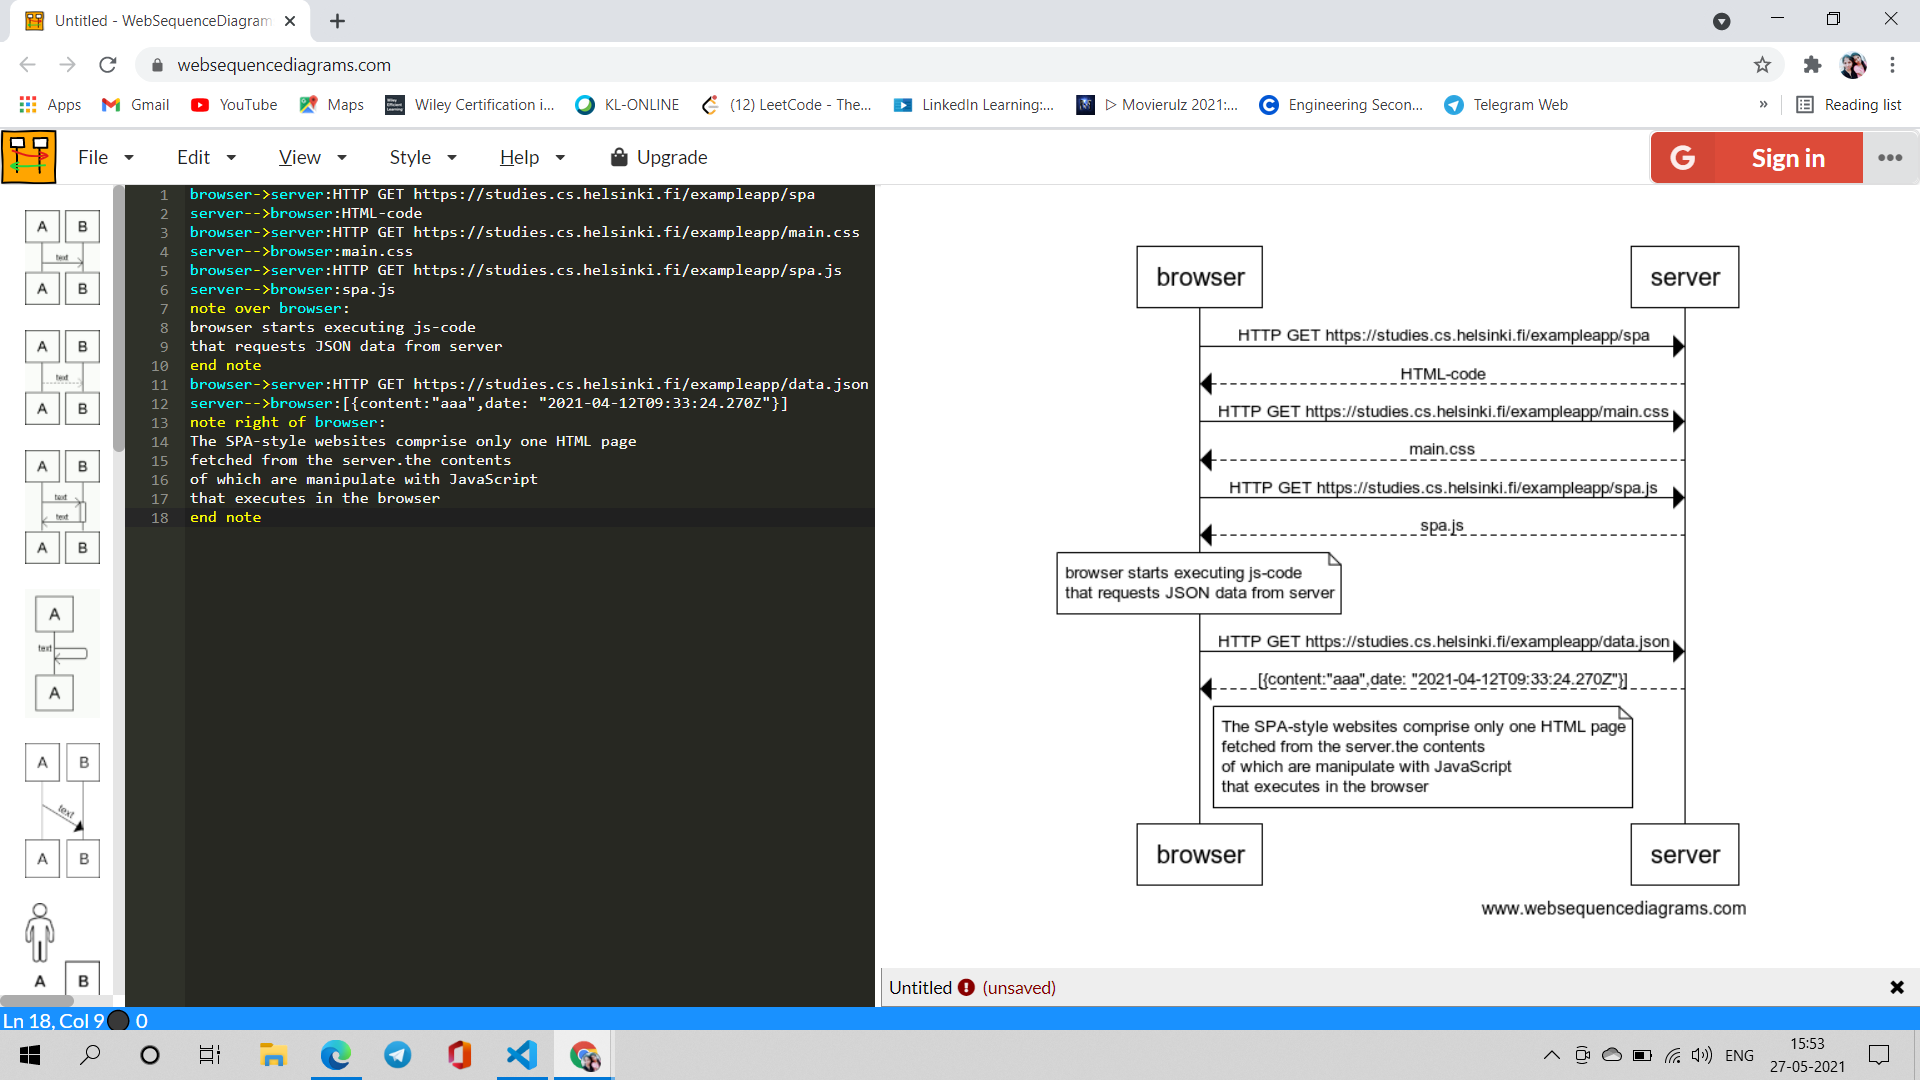 Untitled - WebSequenceDiagram
websequencediagrams.com
Apps Gmail YouTube Maps Wiley Certification i... KL-ONLINE (12) LeetCode - The... LinkedIn Learning:... ▷ Movierulz 2021:... Engineering Secon... Telegram Web » Reading list
File Edit View Style Help Upgrade G Sign in •••
1 browser->server:HTTP GET https://studies.cs.helsinki.fi/exampleapp/spa
2 server-->browser:HTML-code
3 browser->server:HTTP GET https://studies.cs.helsinki.fi/exampleapp/main.css
4 server-->browser:main.css
5 browser->server:HTTP GET https://studies.cs.helsinki.fi/exampleapp/spa.js
6 server-->browser:spa.js
7 note over browser:
8 browser starts executing js-code
9 that requests JSON data from server
10 end note
11 browser->server:HTTP GET https://studies.cs.helsinki.fi/exampleapp/data.json
12 server-->browser:[{content:"aaa",date: "2021-04-12T09:33:24.270Z"}]
13 note right of browser:
14 The SPA-style websites comprise only one HTML page
15 fetched from the server.the contents
16 of which are manipulate with JavaScript
17 that executes in the browser
18 end note
A B
text
A B
A B
text
A B
A B
text
text
A B
A
text
A
A B
text
A B
A B
browser server
HTTP GET https://studies.cs.helsinki.fi/exampleapp/spa
HTML-code
HTTP GET https://studies.cs.helsinki.fi/exampleapp/main.css
main.css
HTTP GET https://studies.cs.helsinki.fi/exampleapp/spa.js
spa.js
browser starts executing js-code
that requests JSON data from server
HTTP GET https://studies.cs.helsinki.fi/exampleapp/data.json
[{content:"aaa",date: "2021-04-12T09:33:24.270Z"}]
The SPA-style websites comprise only one HTML page
fetched from the server.the contents
of which are manipulate with JavaScript
that executes in the browser
browser server
www.websequencediagrams.com
Untitled (unsaved)
Ln 18, Col 9 0
ENG
15:53
27-05-2021